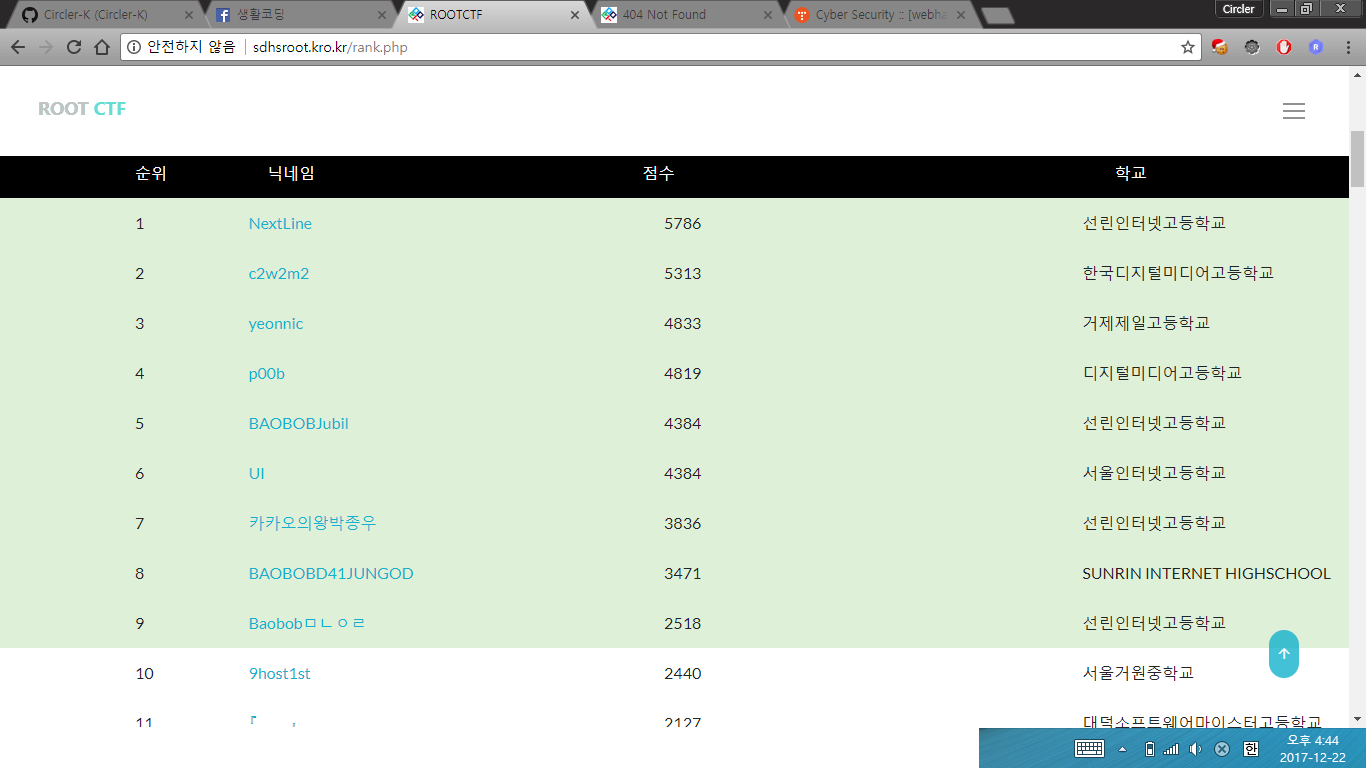 Circler-K (Circler-K) 생활코딩 ROOTCTF 404 Not Found Cyber Security :: [webha Circler
안전하지 않음 sdhsroot.kro.kr/rank.php
ROOT CTF
순위 닉네임 점수 학교
1 NextLine 5786 선린인터넷고등학교
2 c2w2m2 5313 한국디지털미디어고등학교
3 yeonnic 4833 거제제일고등학교
4 p00b 4819 디지털미디어고등학교
5 BAOBOBJubil 4384 선린인터넷고등학교
6 UI 4384 서울인터넷고등학교
7 카카오의왕박종우 3836 선린인터넷고등학교
8 BAOBOBD41JUNGOD 3471 SUNRIN INTERNET HIGHSCHOOL
9 Baobobㅁㄴㅇㄹ 2518 선린인터넷고등학교
10 9host1st 2440 서울거원중학교
11 2127 대덕소프트웨어마이스터고등학교
한 오후 4:44
2017-12-22